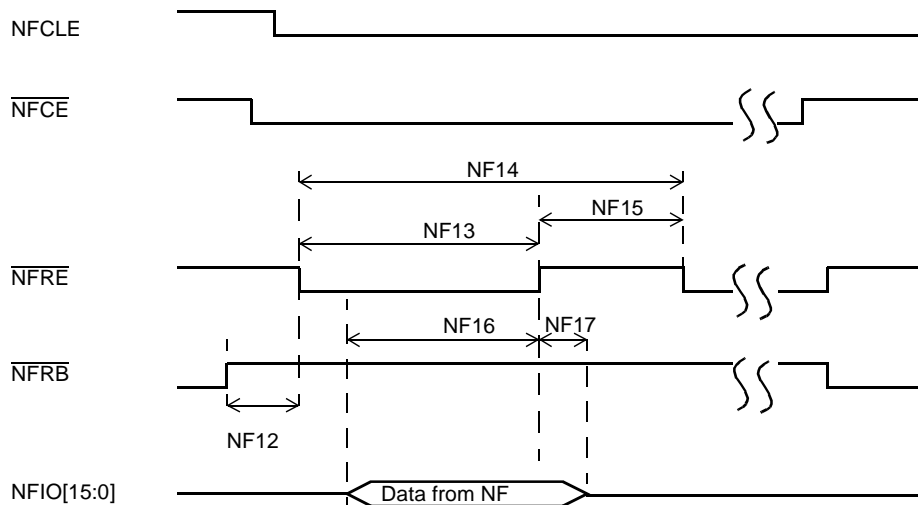 NFCLE
NFCE
NF14
NF15
NF13
NFRE
NF16 NF17
NFRB
NF12
NFIO[15:0] Data from NF